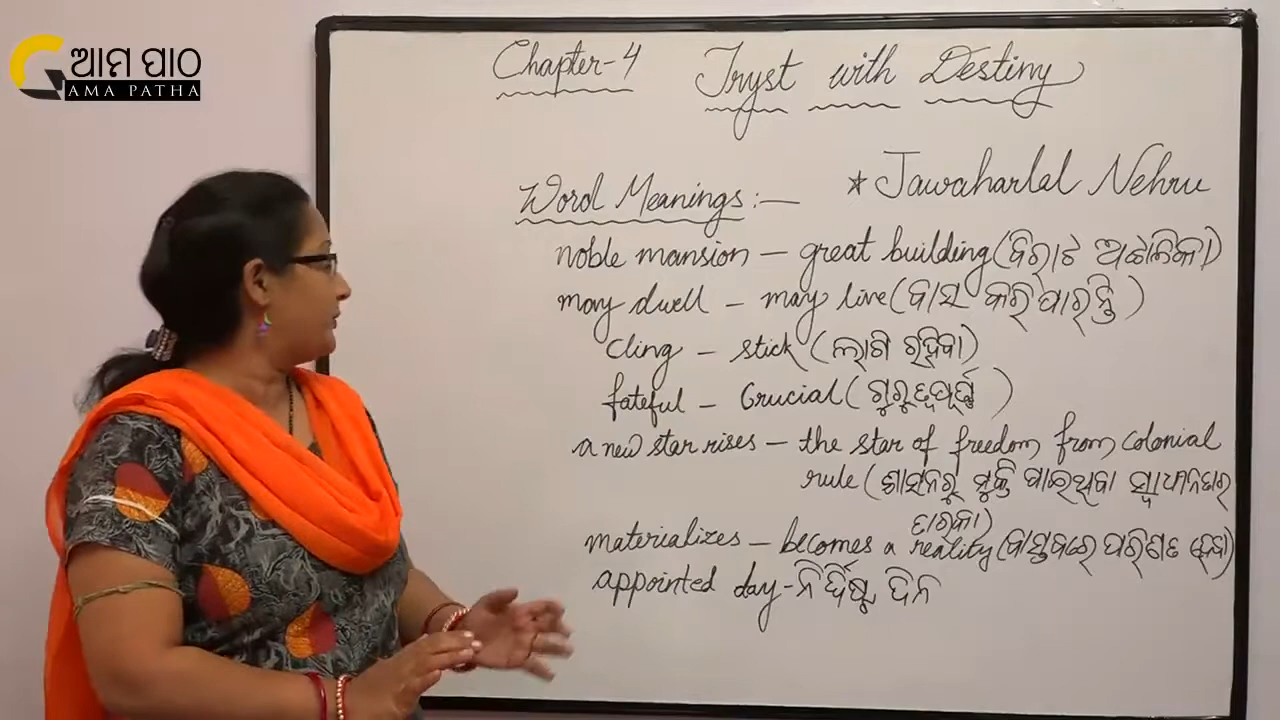 ଆମ ପାଠ
AMA PATHA
Chapter-4 Tryst with Destiny
* Jawaharlal Nehru
Word Meanings:—
noble mansion — great building (ବିରାଟ ଅଟ୍ଟାଳିକା)
may dwell – may live (ବାସ କରି ପାରନ୍ତି)
cling – stick (ଲାଗି ରହିବା)
fateful – Crucial (ଗୁରୁତ୍ୱପୂର୍ଣ୍ଣ)
a new star rises – the star of freedom from colonial
rule (ଶାସନରୁ ମୁକ୍ତି ପାଇଥିବା ସ୍ୱାଧୀନତାର
ତାରକା)
materializes – becomes a reality (ବାସ୍ତବରେ ପରିଣତ ହେବା)
appointed day - ନିର୍ଦ୍ଦିଷ୍ଟ ଦିନ